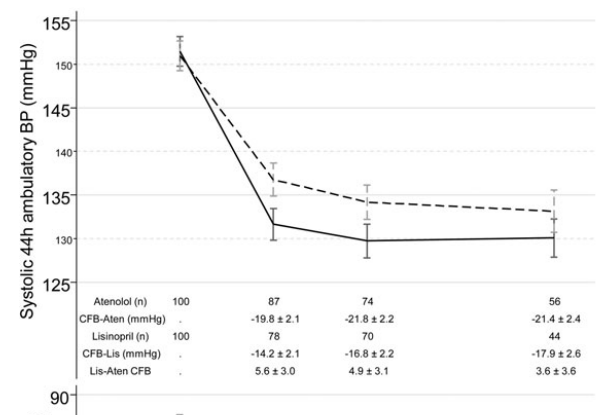 155
150
145
140
135
130
125
Systolic 44h ambulatory BP (mmHg)
Atenolol (n) 100 87 74 56
CFB-Aten (mmHg) . -19.8 ± 2.1 -21.8 ± 2.2 -21.4 ± 2.4
Lisinopril (n) 100 78 70 44
CFB-Lis (mmHg) . -14.2 ± 2.1 -16.8 ± 2.2 -17.9 ± 2.6
Lis-Aten CFB . 5.6 ± 3.0 4.9 ± 3.1 3.6 ± 3.6
90